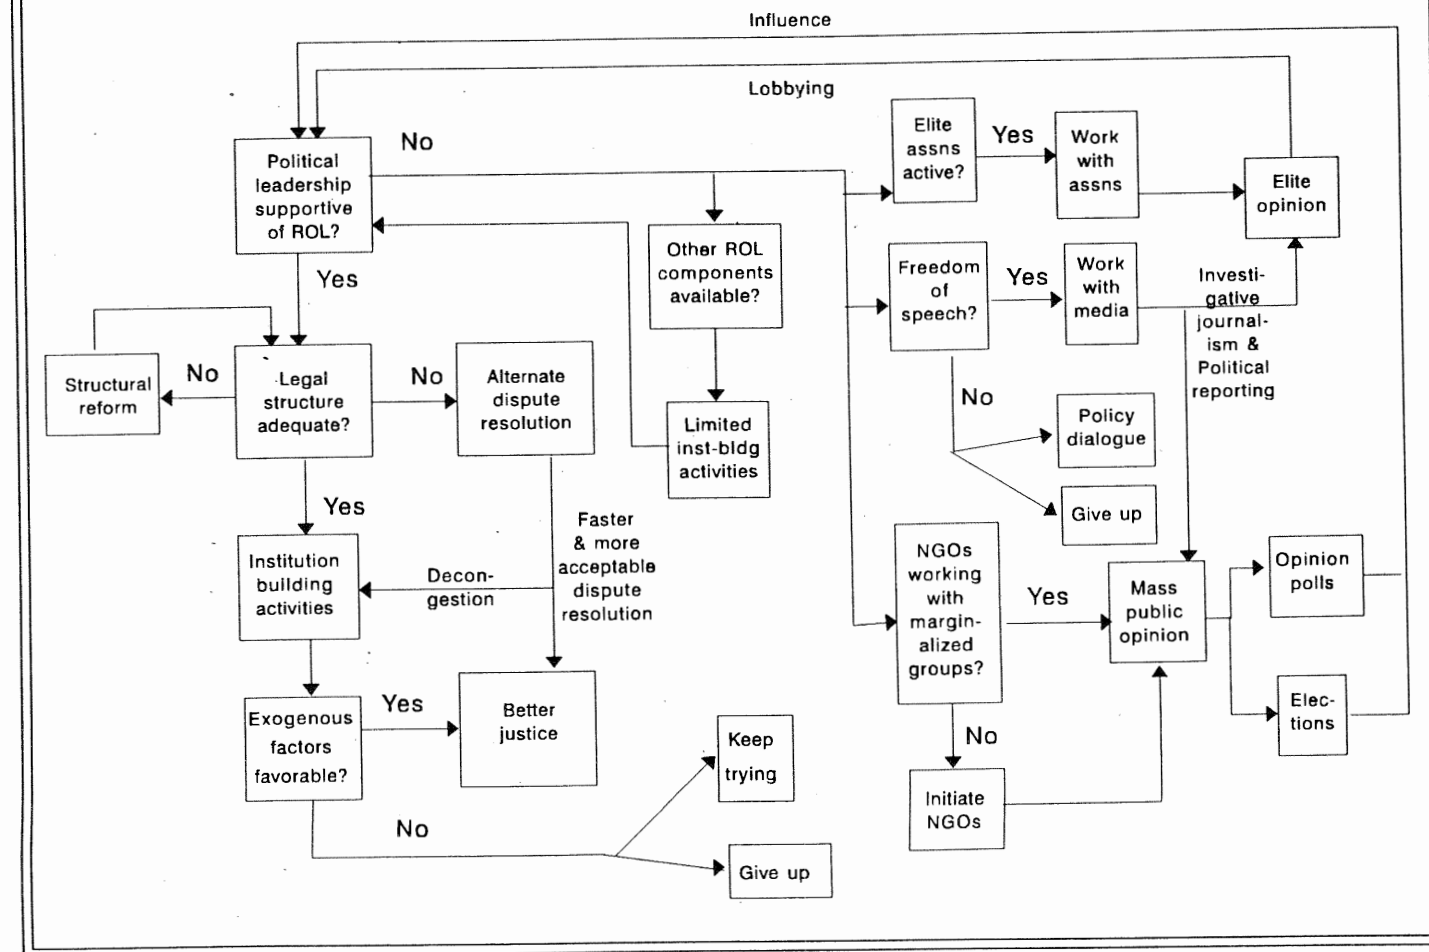 Influence
Lobbying
Political
leadership
supportive
of ROL?
No
Yes
Other ROL
components
available?
Limited
inst-bldg
activities
Structural
reform
No
Legal
structure
adequate?
No
Alternate
dispute
resolution
Yes
Faster
& more
acceptable
dispute
resolution
Decon-
gestion
Institution
building
activities
Exogenous
factors
favorable?
Yes
Better
justice
No
Keep
trying
Give up
Elite
assns
active?
Yes
Work
with
assns
Elite
opinion
Freedom
of
speech?
Yes
Work
with
media
Investi-
gative
journal-
ism &
Political
reporting
No
Policy
dialogue
Give up
NGOs
working
with
margin-
alized
groups?
Yes
Mass
public
opinion
Opinion
polls
Elec-
tions
No
Initiate
NGOs